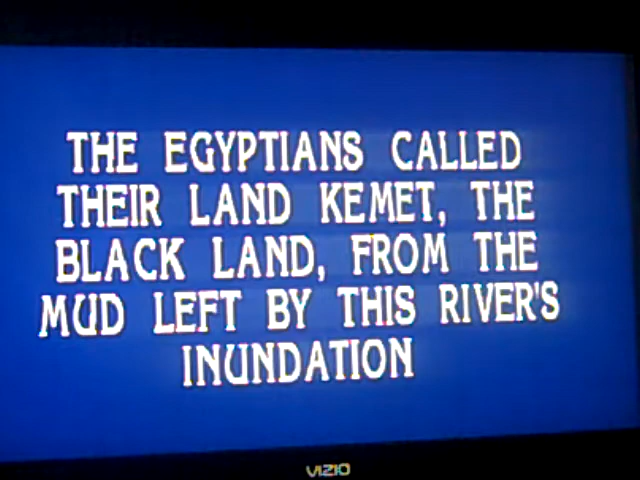 THE EGYPTIANS CALLED
THEIR LAND KEMET, THE
BLACK LAND, FROM THE
MUD LEFT BY THIS RIVER'S
INUNDATION
VIZIO